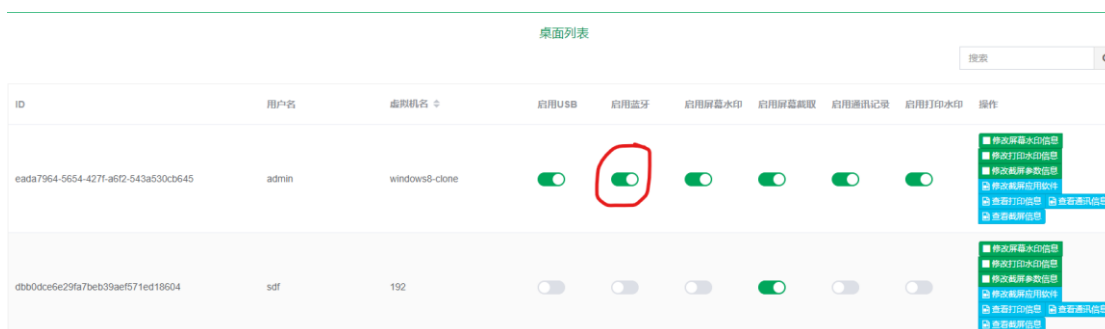 桌面列表
搜索
ID 用户名 虚拟机名 启用USB 启用蓝牙 启用屏幕水印 启用屏幕截取 启用通讯记录 启用打印水印 操作
修改屏幕水印信息
修改打印水印信息
修改截屏参数信息
eada7964-5654-427f-a6f2-543a530cb645 admin windows8-clone
修改截屏应用软件
查看打印信息 查看通讯信息
查看截屏信息
修改屏幕水印信息
修改打印水印信息
修改截屏参数信息
dbb0dce6e29fa7beb39aef571ed18604 sdf 192
修改截屏应用软件
查看打印信息 查看通讯信息
查看截屏信息